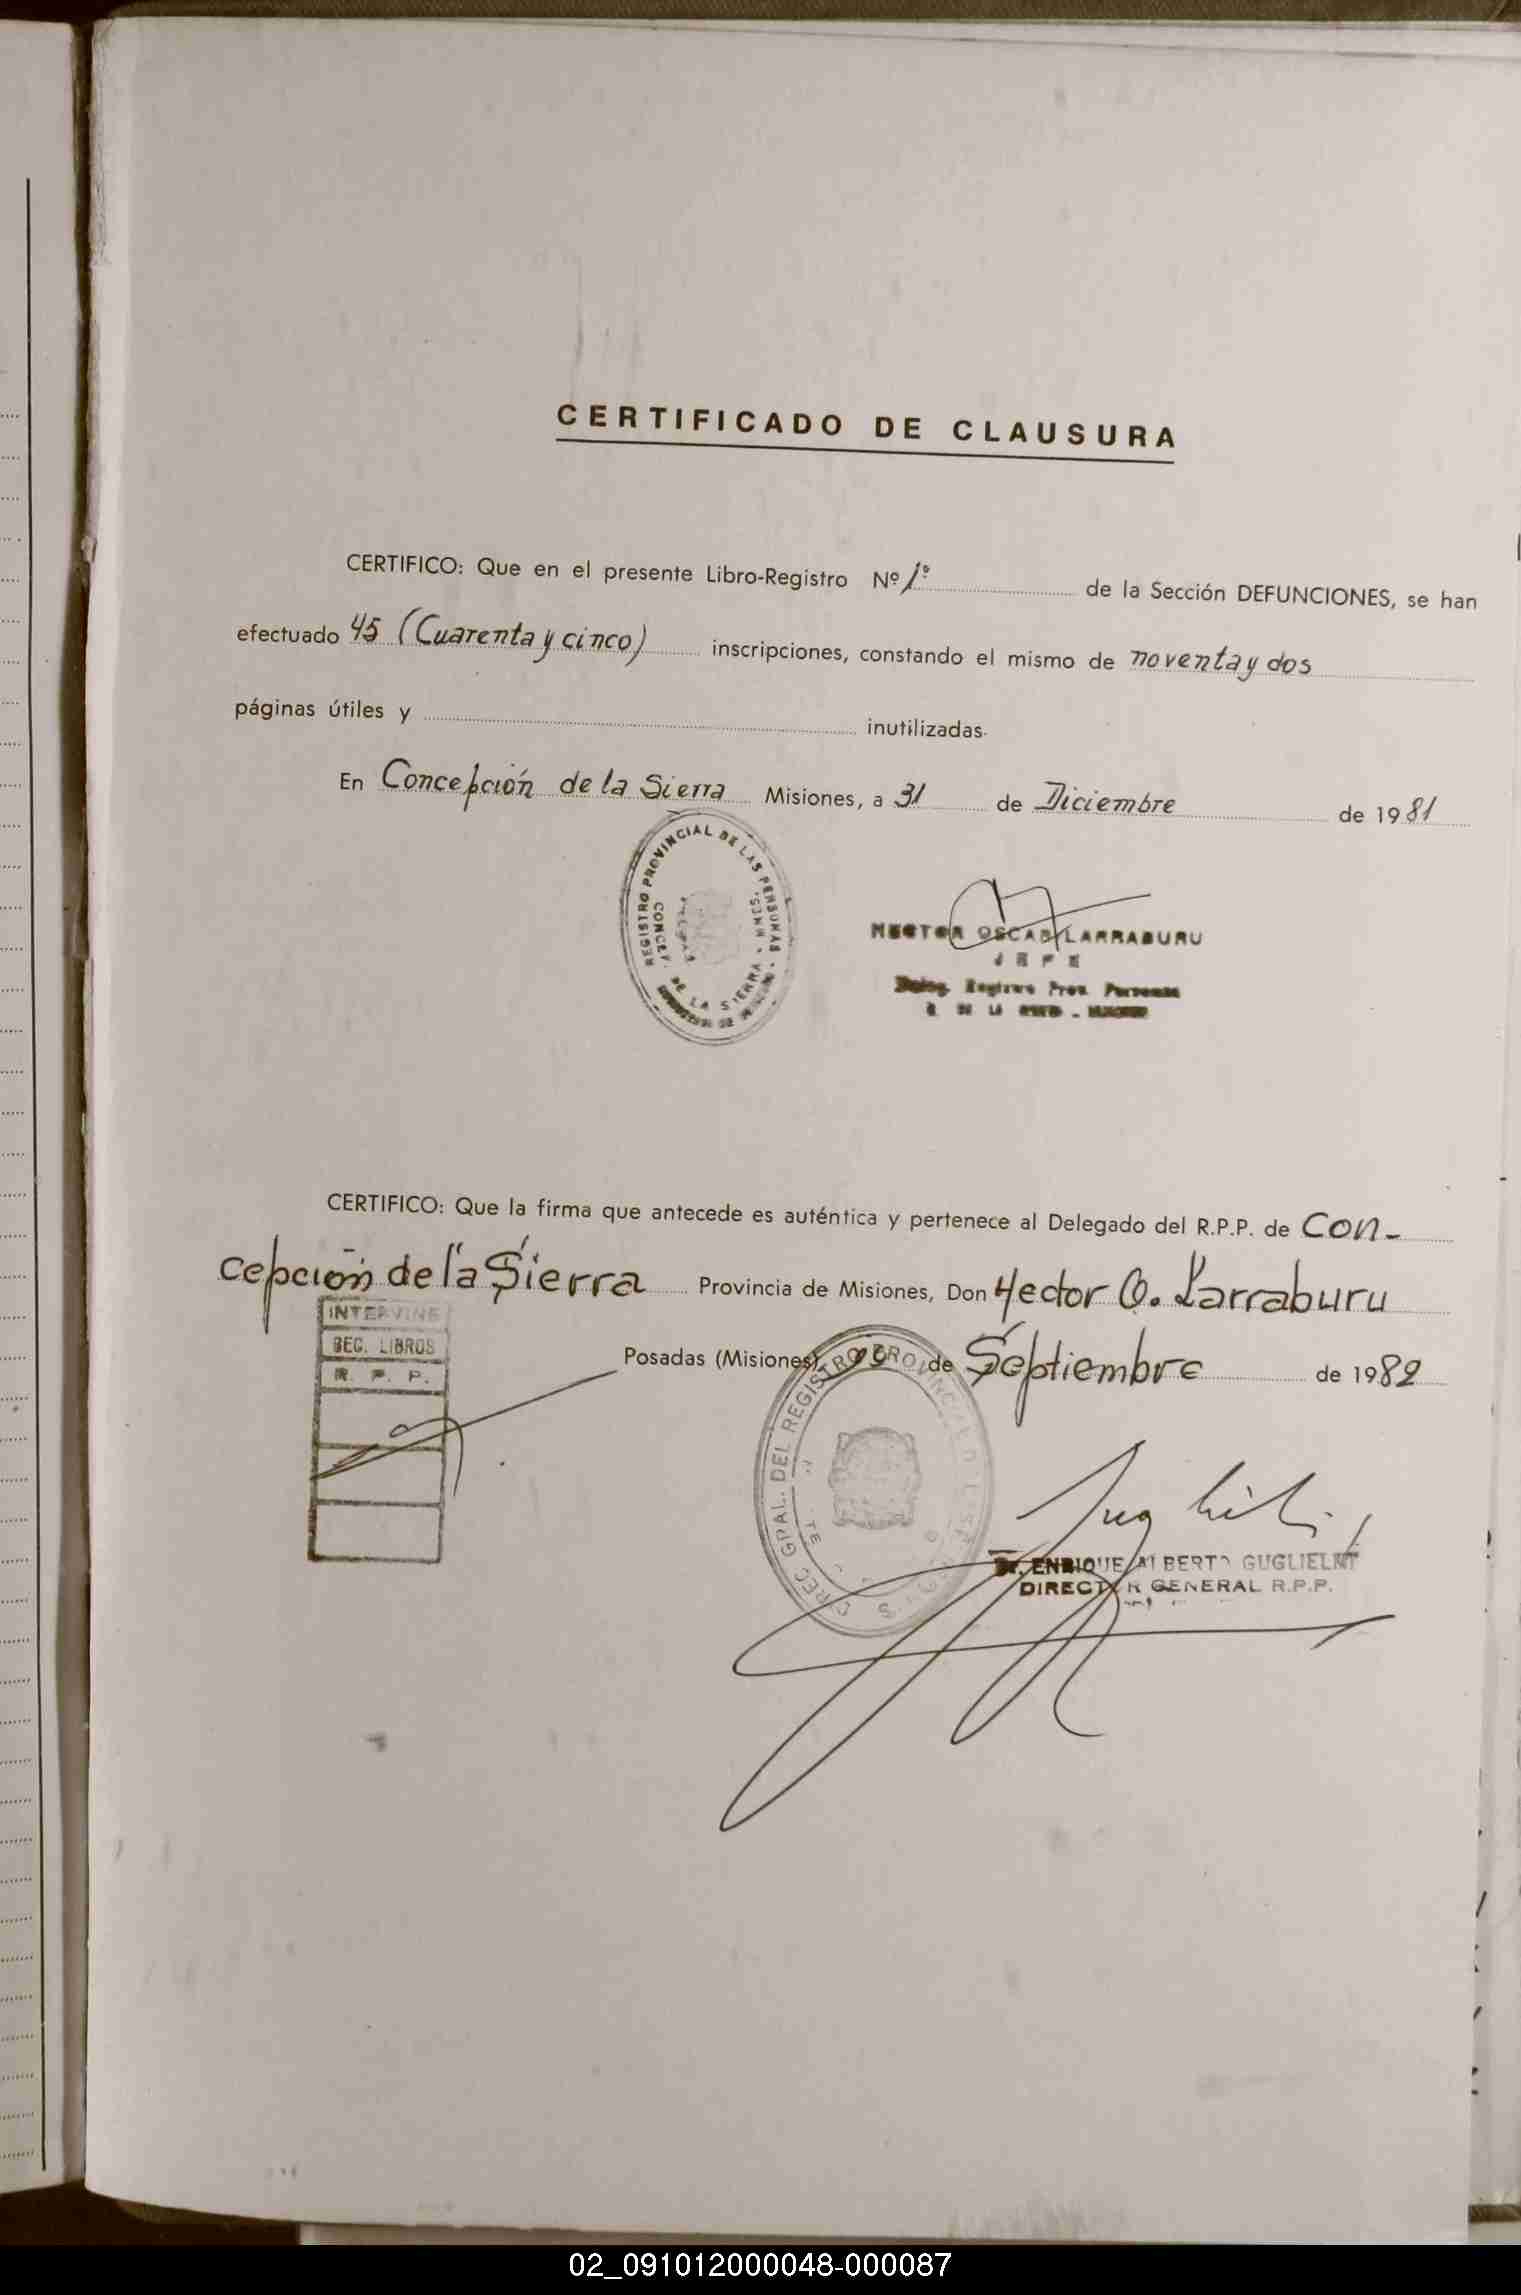 CERTIFICADO DE CLAUSURA
CERTIFICO: Que en el presente Libro-Registro Nº 1º de la Sección DEFUNCIONES, se han
efectuado 45 (Cuarenta y cinco) inscripciones, constando el mismo de noventa y dos
páginas útiles y inutilizadas.
En Concepción de la Sierra Misiones, a 31 de Diciembre de 1981
REGISTRO PROVINCIAL DE LAS PERSONAS
CONCEP. DE LA SIERRA - MNES.
HECTOR OSCAR LARRABURU
JEFE
CERTIFICO: Que la firma que antecede es auténtica y pertenece al Delegado del R.P.P. de Con-
cepción de la Sierra Provincia de Misiones, Don Hector O. Larraburu
INTERVINE
SEC. LIBROS
R. P. P.
Posadas (Misiones), de Septiembre de 1982
DIREC. GRAL. DEL REGISTRO PROVINCIAL
Dr. ENRIQUE ALBERTO GUGLIELMI
DIRECTOR GENERAL R.P.P.
02_091012000048-000087